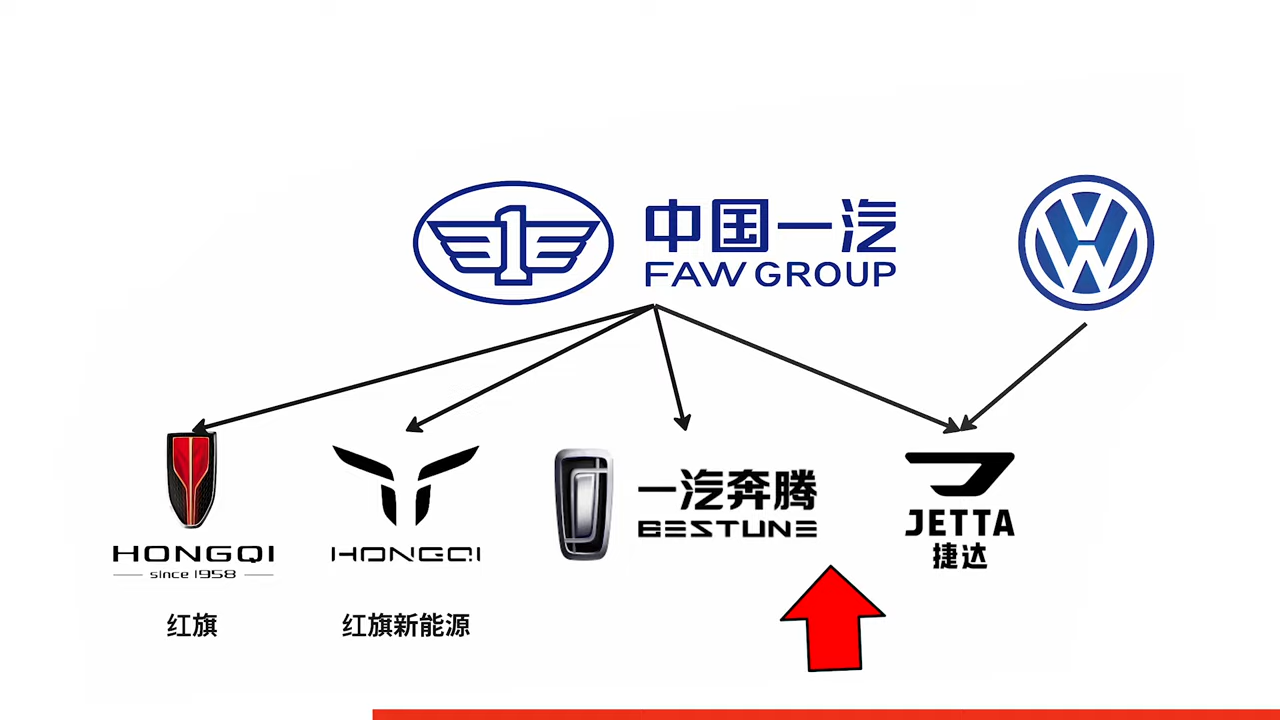 中国一汽
FAW GROUP
HONGQI
since 1958
红旗
HONGQI
红旗新能源
一汽奔腾
BESTUNE
JETTA
捷达